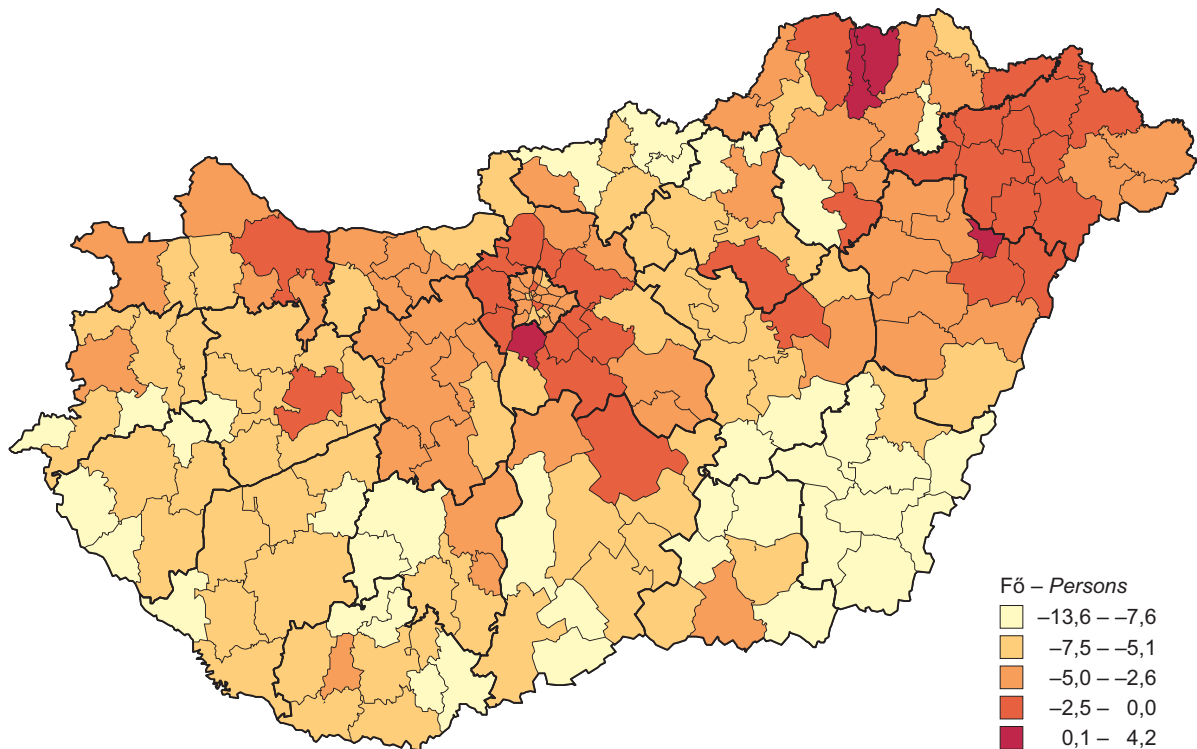 Fő – Persons
–13,6 – –7,6
–7,5 – –5,1
–5,0 – –2,6
–2,5 – 0,0
0,1 – 4,2